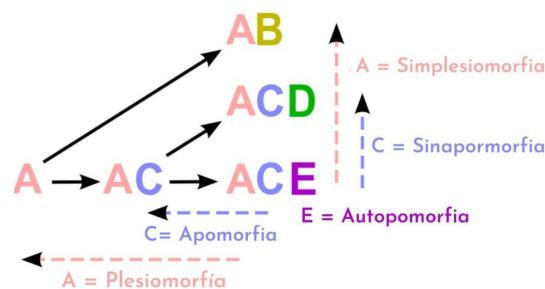 AB
A = Simplesiomorfia
ACD
C = Sinapormorfia
A
AC
ACE
E = Autopomorfia
C= Apomorfia
A = Plesiomorfía